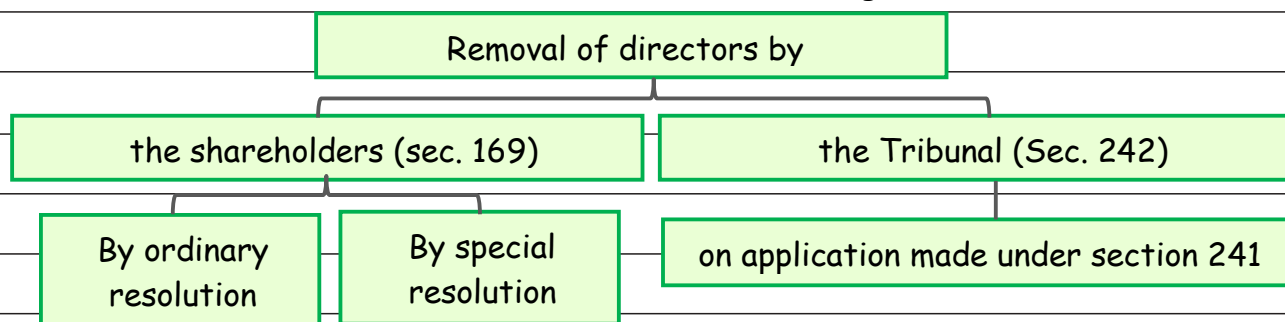 Removal of directors by
the shareholders (sec. 169)
the Tribunal (Sec. 242)
By ordinary
resolution
By special
resolution
on application made under section 241